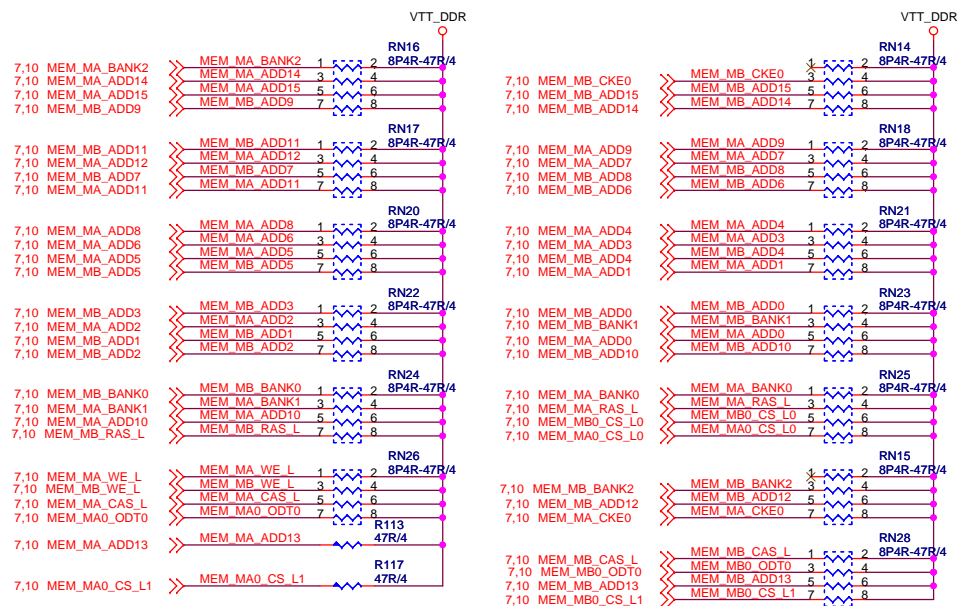 VTT_DDR
RN16
8P4R-47R/4
7,10 MEM_MA_BANK2 MEM_MA_BANK2 1 2
7,10 MEM_MA_ADD14 MEM_MA_ADD14 3 4
7,10 MEM_MA_ADD15 MEM_MA_ADD15 5 6
7,10 MEM_MB_ADD9 MEM_MB_ADD9 7 8
RN17
8P4R-47R/4
7,10 MEM_MB_ADD11 MEM_MB_ADD11 1 2
7,10 MEM_MA_ADD12 MEM_MA_ADD12 3 4
7,10 MEM_MB_ADD7 MEM_MB_ADD7 5 6
7,10 MEM_MA_ADD11 MEM_MA_ADD11 7 8
RN20
8P4R-47R/4
7,10 MEM_MA_ADD8 MEM_MA_ADD8 1 2
7,10 MEM_MA_ADD6 MEM_MA_ADD6 3 4
7,10 MEM_MA_ADD5 MEM_MA_ADD5 5 6
7,10 MEM_MB_ADD5 MEM_MB_ADD5 7 8
RN22
8P4R-47R/4
7,10 MEM_MB_ADD3 MEM_MB_ADD3 1 2
7,10 MEM_MA_ADD2 MEM_MA_ADD2 3 4
7,10 MEM_MB_ADD1 MEM_MB_ADD1 5 6
7,10 MEM_MB_ADD2 MEM_MB_ADD2 7 8
RN24
8P4R-47R/4
7,10 MEM_MB_BANK0 MEM_MB_BANK0 1 2
7,10 MEM_MA_BANK1 MEM_MA_BANK1 3 4
7,10 MEM_MA_ADD10 MEM_MA_ADD10 5 6
7,10 MEM_MB_RAS_L MEM_MB_RAS_L 7 8
RN26
8P4R-47R/4
7,10 MEM_MA_WE_L MEM_MA_WE_L 1 2
7,10 MEM_MB_WE_L MEM_MB_WE_L 3 4
7,10 MEM_MA_CAS_L MEM_MA_CAS_L 5 6
7,10 MEM_MA0_ODT0 MEM_MA0_ODT0 7 8
R113
47R/4
7,10 MEM_MA_ADD13 MEM_MA_ADD13
R117
47R/4
7,10 MEM_MA0_CS_L1 MEM_MA0_CS_L1
VTT_DDR
RN14
8P4R-47R/4
1 2
7,10 MEM_MB_CKE0 MEM_MB_CKE0 3 4
7,10 MEM_MB_ADD15 MEM_MB_ADD15 5 6
7,10 MEM_MB_ADD14 MEM_MB_ADD14 7 8
RN18
8P4R-47R/4
7,10 MEM_MA_ADD9 MEM_MA_ADD9 1 2
7,10 MEM_MA_ADD7 MEM_MA_ADD7 3 4
7,10 MEM_MB_ADD8 MEM_MB_ADD8 5 6
7,10 MEM_MB_ADD6 MEM_MB_ADD6 7 8
RN21
8P4R-47R/4
7,10 MEM_MA_ADD4 MEM_MA_ADD4 1 2
7,10 MEM_MA_ADD3 MEM_MA_ADD3 3 4
7,10 MEM_MB_ADD4 MEM_MB_ADD4 5 6
7,10 MEM_MA_ADD1 MEM_MA_ADD1 7 8
RN23
8P4R-47R/4
7,10 MEM_MB_ADD0 MEM_MB_ADD0 1 2
7,10 MEM_MB_BANK1 MEM_MB_BANK1 3 4
7,10 MEM_MA_ADD0 MEM_MA_ADD0 5 6
7,10 MEM_MB_ADD10 MEM_MB_ADD10 7 8
RN25
8P4R-47R/4
7,10 MEM_MA_BANK0 MEM_MA_BANK0 1 2
7,10 MEM_MA_RAS_L MEM_MA_RAS_L 3 4
7,10 MEM_MB0_CS_L0 MEM_MB0_CS_L0 5 6
7,10 MEM_MA0_CS_L0 MEM_MA0_CS_L0 7 8
RN15
8P4R-47R/4
1 2
7,10 MEM_MB_BANK2 MEM_MB_BANK2 3 4
7,10 MEM_MB_ADD12 MEM_MB_ADD12 5 6
7,10 MEM_MA_CKE0 MEM_MA_CKE0 7 8
RN28
8P4R-47R/4
7,10 MEM_MB_CAS_L MEM_MB_CAS_L 1 2
7,10 MEM_MB0_ODT0 MEM_MB0_ODT0 3 4
7,10 MEM_MB_ADD13 MEM_MB_ADD13 5 6
7,10 MEM_MB0_CS_L1 MEM_MB0_CS_L1 7 8